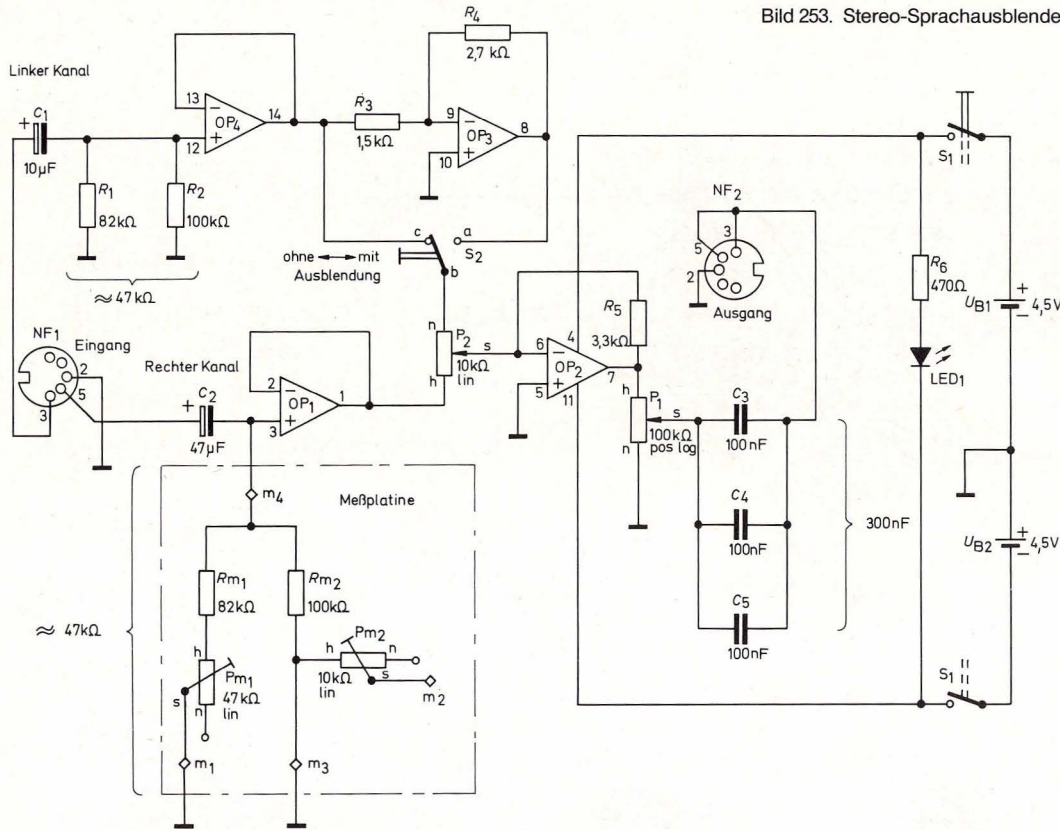 Bild 253. Stereo-Sprachausblende
Linker Kanal
+
C1
10µF
R1
82kΩ
R2
100kΩ
≈ 47kΩ
13
−
OP4
14
+
12
R3
1,5kΩ
R4
2,7 kΩ
9
−
OP3
8
+
10
c
a
S2
b
ohne
mit
Ausblendung
NF1
Eingang
2
5
3
Rechter Kanal
+
C2
47µF
2
−
OP1
1
+
3
n
P2
s
10kΩ
h
lin
6
−
4
OP2
7
+
5
11
R5
3,3kΩ
h
P1
s
100kΩ
n
pos log
NF2
3
5
2
Ausgang
C3
100nF
C4
100nF
C5
100nF
300nF
S1
R6
470Ω
LED1
UB1
+
4,5V
−
UB2
+
4,5V
−
S1
m4
Meßplatine
≈ 47kΩ
Rm1
82kΩ
Rm2
100kΩ
h
Pm1
s
47kΩ
n
lin
Pm2
h
n
10kΩ
s
lin
m2
m1
m3